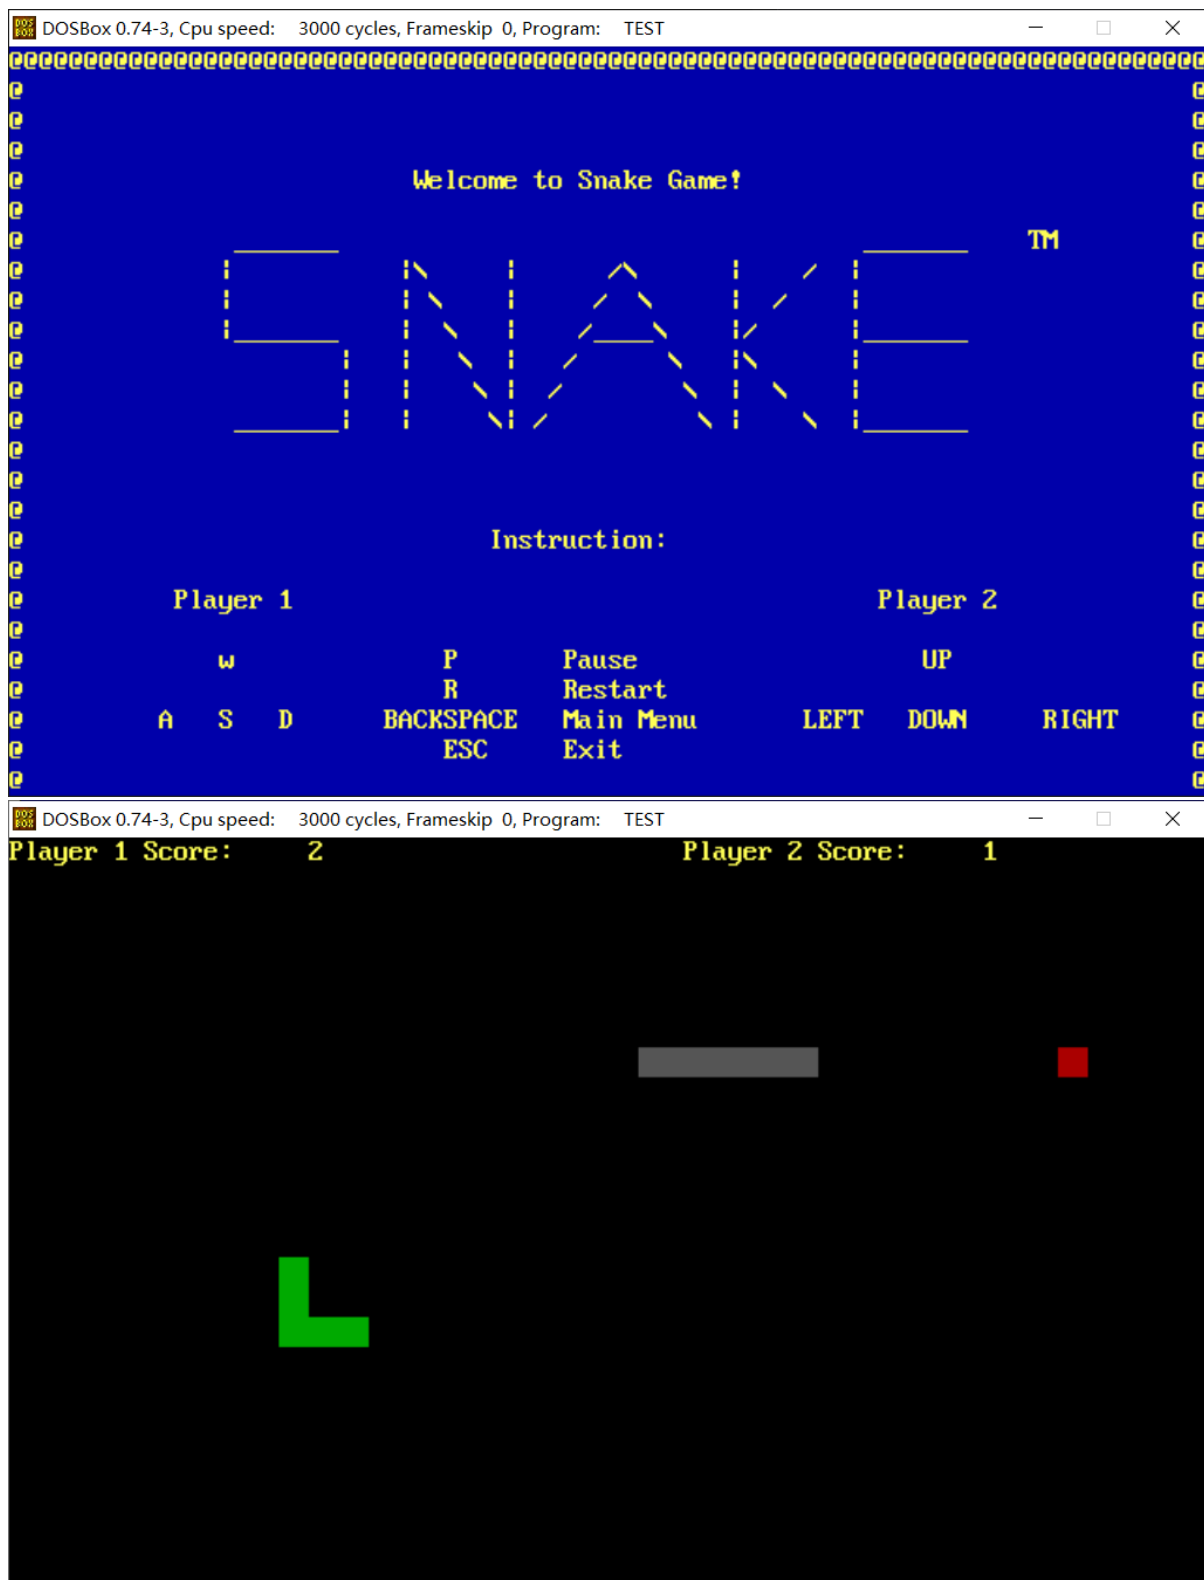 DOSBox 0.74-3, Cpu speed: 3000 cycles, Frameskip 0, Program: TEST
@@@@@@@@@@@@@@@@@@@@@@@@@@@@@@@@@@@@@@@@@@@@@@@@@@@@@@@@@@@@@@@@@@@@@@@@@@@@@@@@
Welcome to Snake Game!
TM
SNAKE
Instruction:
Player 1 Player 2
w P Pause UP
R Restart
A S D BACKSPACE Main Menu LEFT DOWN RIGHT
ESC Exit
DOSBox 0.74-3, Cpu speed: 3000 cycles, Frameskip 0, Program: TEST
Player 1 Score: 2 Player 2 Score: 1